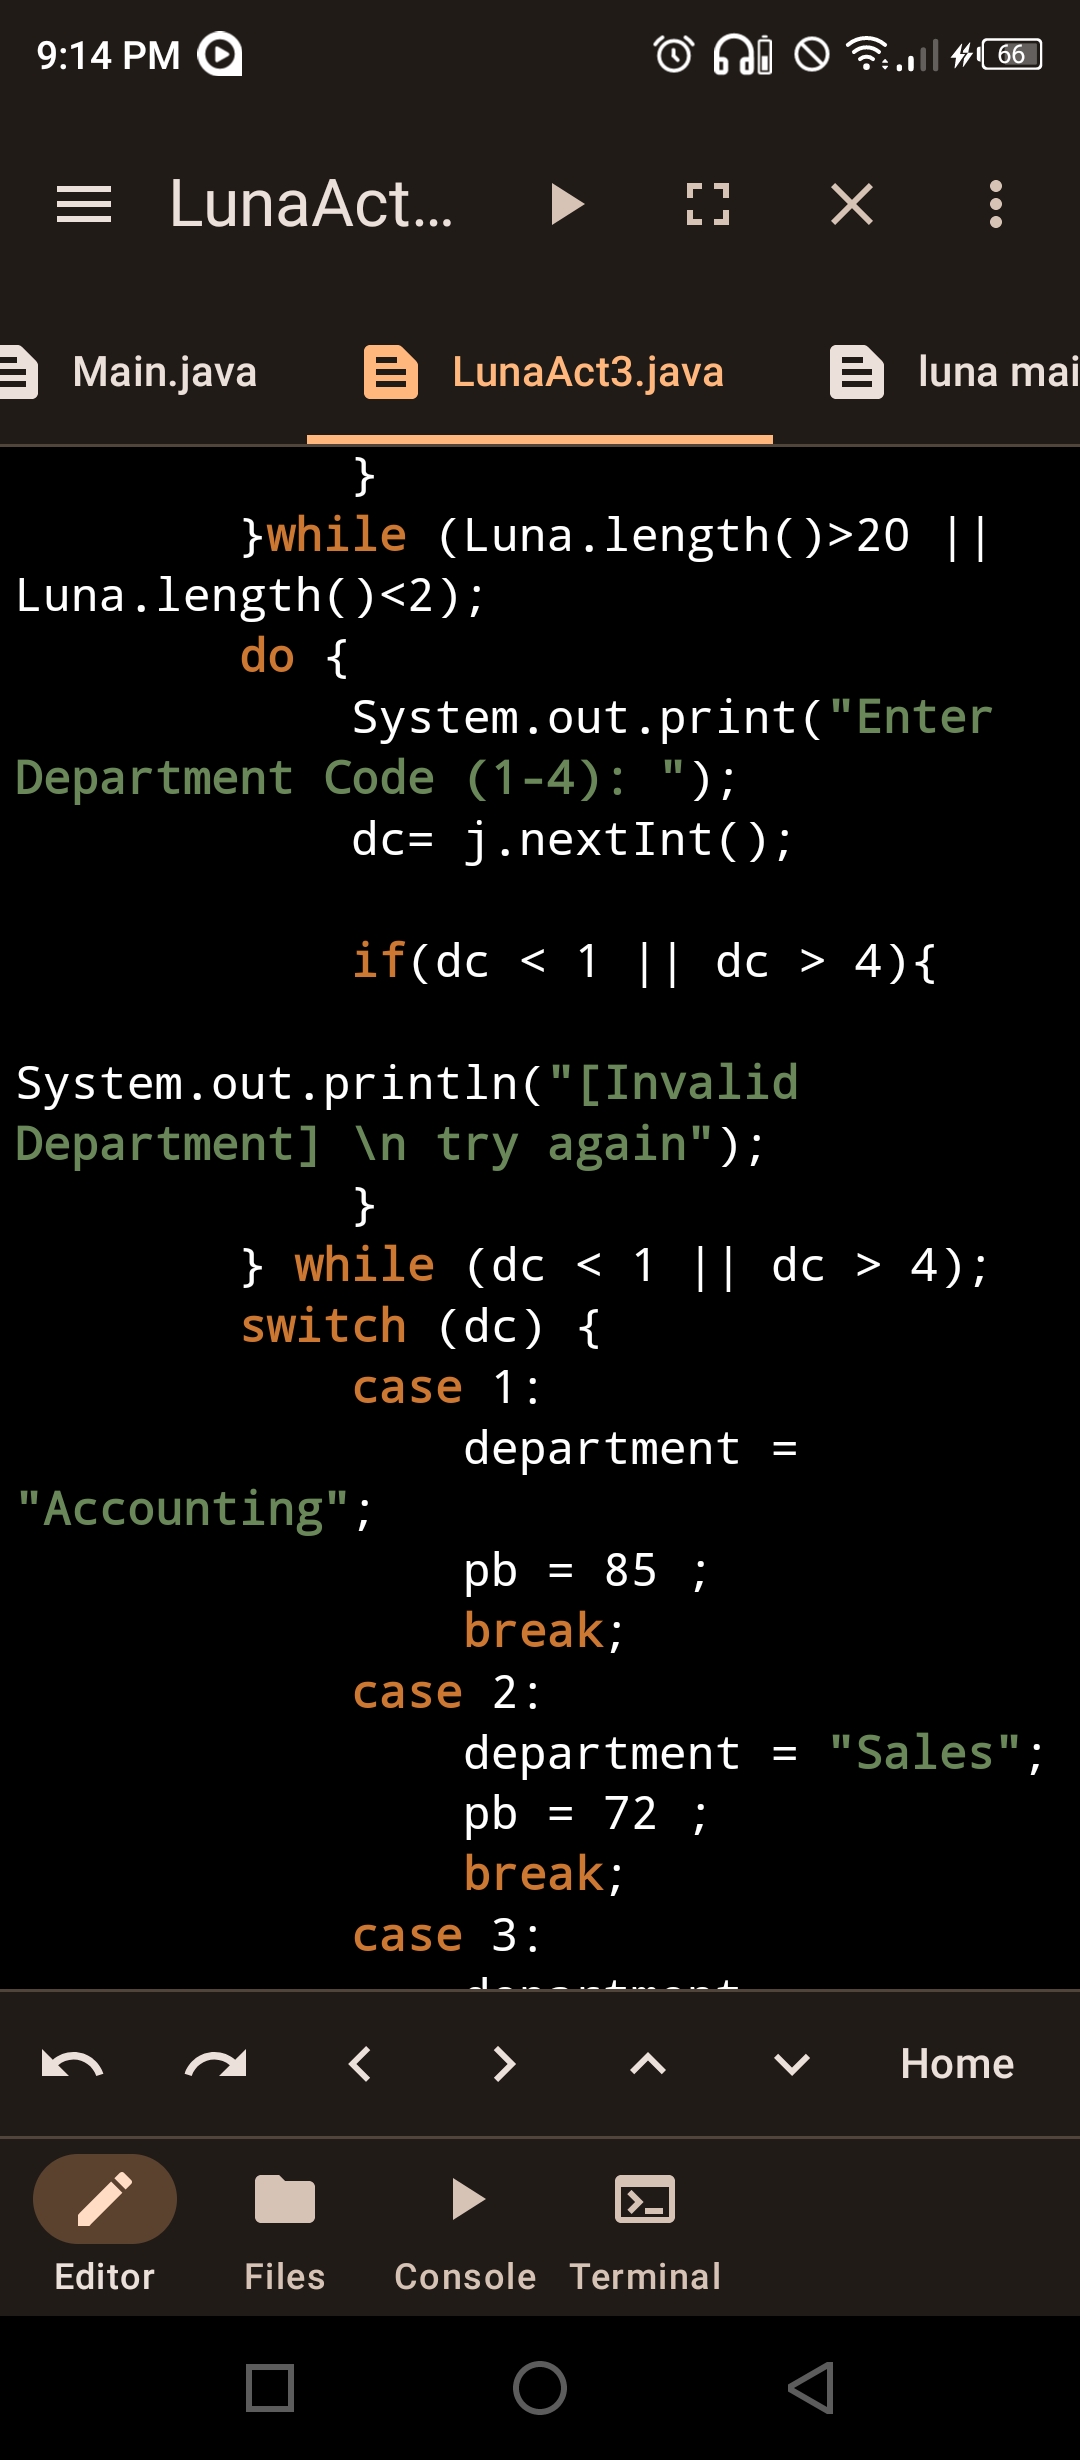 9:14 PM
66
LunaAct...
Main.java
LunaAct3.java
luna mai
}
}while (Luna.length()>20 ||
Luna.length()<2);
do {
System.out.print("Enter
Department Code (1-4): ");
dc= j.nextInt();
if(dc < 1 || dc > 4){
System.out.println("[Invalid
Department] \n try again");
}
} while (dc < 1 || dc > 4);
switch (dc) {
case 1:
department =
"Accounting";
pb = 85 ;
break;
case 2:
department = "Sales";
pb = 72 ;
break;
case 3:
department
Home
Editor
Files
Console
Terminal